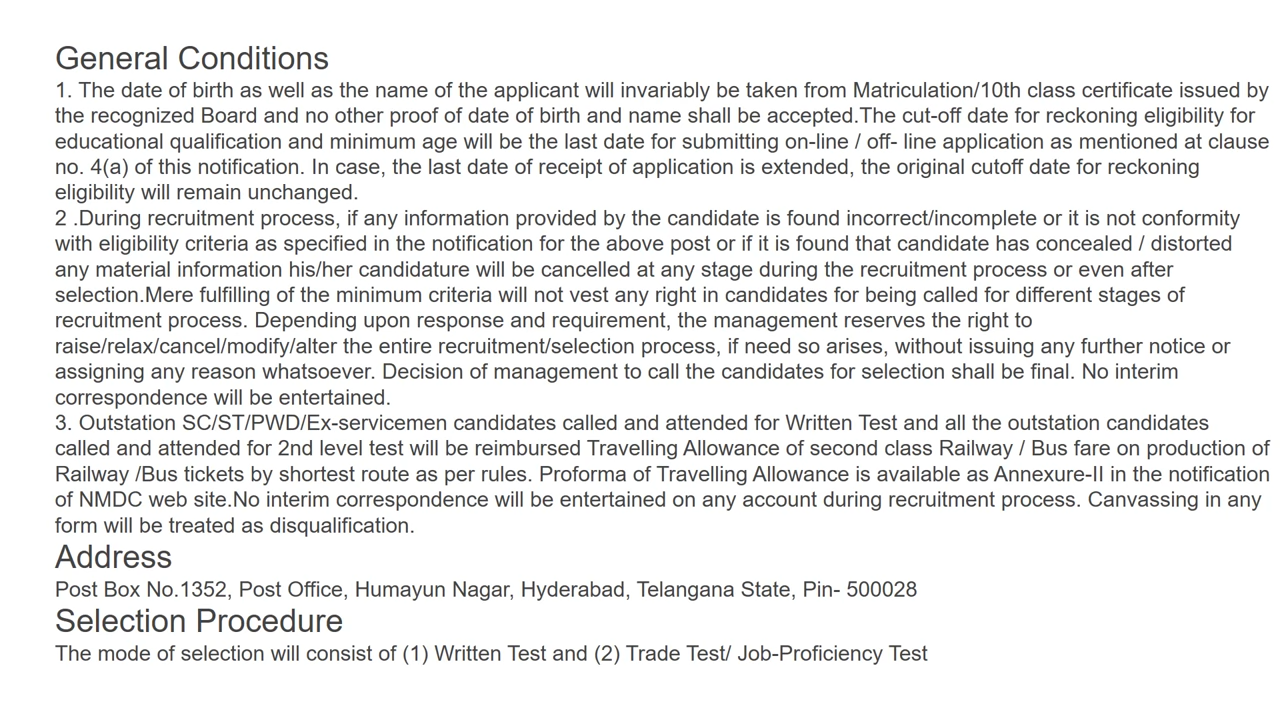 General Conditions
1. The date of birth as well as the name of the applicant will invariably be taken from Matriculation/10th class certificate issued by
the recognized Board and no other proof of date of birth and name shall be accepted.The cut-off date for reckoning eligibility for
educational qualification and minimum age will be the last date for submitting on-line / off- line application as mentioned at clause
no. 4(a) of this notification. In case, the last date of receipt of application is extended, the original cutoff date for reckoning
eligibility will remain unchanged.
2 .During recruitment process, if any information provided by the candidate is found incorrect/incomplete or it is not conformity
with eligibility criteria as specified in the notification for the above post or if it is found that candidate has concealed / distorted
any material information his/her candidature will be cancelled at any stage during the recruitment process or even after
selection.Mere fulfilling of the minimum criteria will not vest any right in candidates for being called for different stages of
recruitment process. Depending upon response and requirement, the management reserves the right to
raise/relax/cancel/modify/alter the entire recruitment/selection process, if need so arises, without issuing any further notice or
assigning any reason whatsoever. Decision of management to call the candidates for selection shall be final. No interim
correspondence will be entertained.
3. Outstation SC/ST/PWD/Ex-servicemen candidates called and attended for Written Test and all the outstation candidates
called and attended for 2nd level test will be reimbursed Travelling Allowance of second class Railway / Bus fare on production of
Railway /Bus tickets by shortest route as per rules. Proforma of Travelling Allowance is available as Annexure-II in the notification
of NMDC web site.No interim correspondence will be entertained on any account during recruitment process. Canvassing in any
form will be treated as disqualification.
Address
Post Box No.1352, Post Office, Humayun Nagar, Hyderabad, Telangana State, Pin- 500028
Selection Procedure
The mode of selection will consist of (1) Written Test and (2) Trade Test/ Job-Proficiency Test